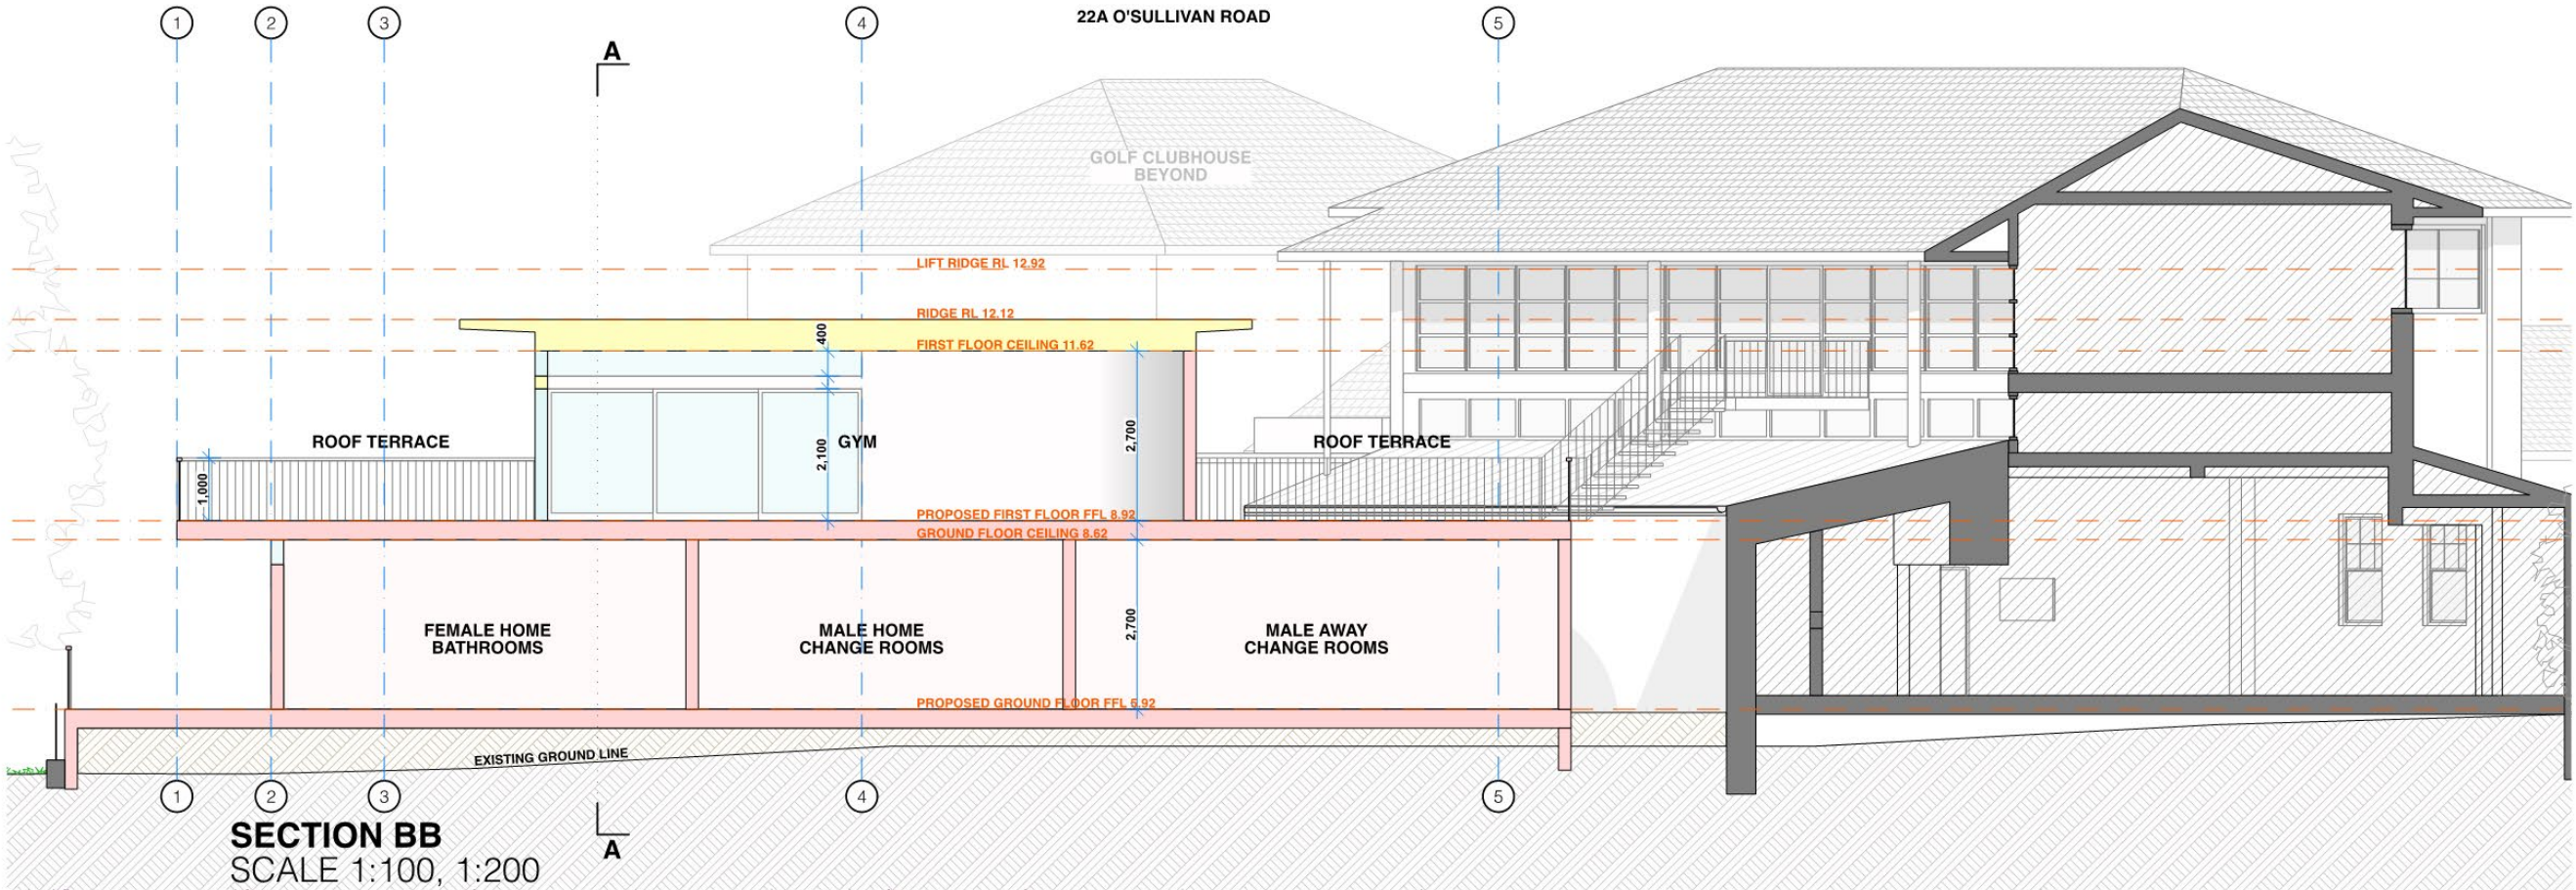 22A O'SULLIVAN ROAD
1
2
3
4
5
A
GOLF CLUBHOUSE
BEYOND
LIFT RIDGE RL 12.92
RIDGE RL 12.12
400
FIRST FLOOR CEILING 11.62
ROOF TERRACE
GYM
ROOF TERRACE
2,100
2,700
1,000
PROPOSED FIRST FLOOR FFL 8.92
GROUND FLOOR CEILING 8.62
FEMALE HOME
BATHROOMS
MALE HOME
CHANGE ROOMS
2,700
MALE AWAY
CHANGE ROOMS
PROPOSED GROUND FLOOR FFL 5.92
EXISTING GROUND LINE
1
2
3
4
5
A
SECTION BB
SCALE 1:100, 1:200